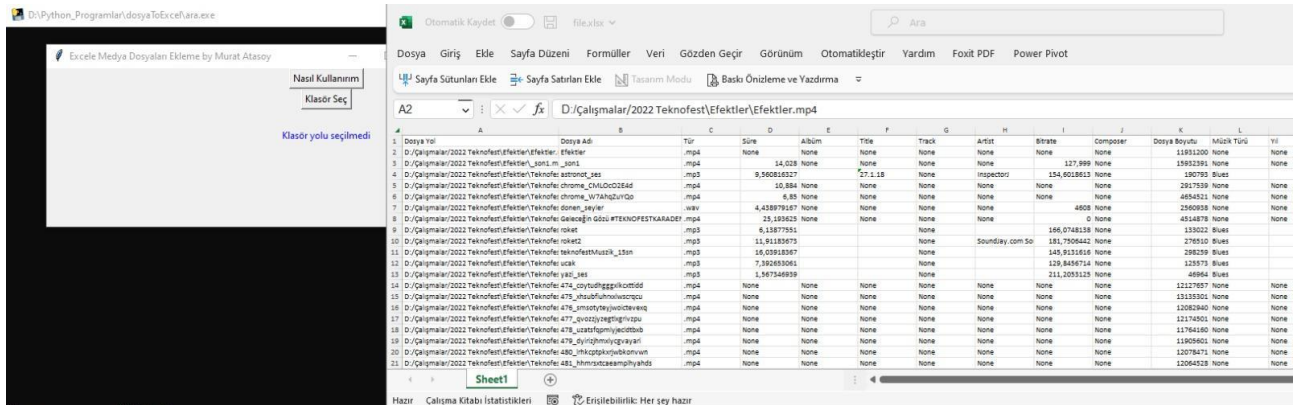 D:\Python_Programlar\dosyaToExcel\ara.exe
Excele Medya Dosyaları Ekleme by Murat Atasoy
Nasıl Kullanırım
Klasör Seç
Klasör yolu seçilmedi
Otomatik Kaydet file.xlsx
Ara
Dosya Giriş Ekle Sayfa Düzeni Formüller Veri Gözden Geçir Görünüm Otomatikleştir Yardım Foxit PDF Power Pivot
Sayfa Sütunları Ekle Sayfa Satırları Ekle Tasarım Modu Baskı Önizleme ve Yazdırma
A2 fx D:/Çalışmalar/2022 Teknofest\Efektler\Efektler.mp4
A B C D E F G H I J K L
1 Dosya Yol Dosya Adı Tür Süre Albüm Title Track Artist Bitrate Composer Dosya Boyutu Müzik Türü Yıl
2 D:/Çalışmalar/2022 Teknofest\Efektler\Efektler. Efektler .mp4 None None None None None None None 11931200 None None
3 D:/Çalışmalar/2022 Teknofest\Efektler\_son1.m _son1 .mp4 14,028 None None None None 127,999 None 15932391 None None
4 D:/Çalışmalar/2022 Teknofest\Efektler\Teknofe: astronot_ses .mp3 9,560816327 27.1.18 None InspectorJ 154,6018613 None 190793 Blues
5 D:/Çalışmalar/2022 Teknofest\Efektler\Teknofe: chrome_CMLOcO2E4d .mp4 10,884 None None None None None None 2917539 None None
6 D:/Çalışmalar/2022 Teknofest\Efektler\Teknofe: chrome_W7AhqZuYQo .mp4 6,85 None None None None None None 4654521 None None
7 D:/Çalışmalar/2022 Teknofest\Efektler\Teknofe: donen_seyler .wav 4,458979167 None None None None 4608 None 2560938 None None
8 D:/Çalışmalar/2022 Teknofest\Efektler\Teknofe: Geleceğin Gözü #TEKNOFESTKARADEN .mp4 25,193625 None None None None 0 None 4514878 None None
9 D:/Çalışmalar/2022 Teknofest\Efektler\Teknofe: roket .mp3 6,13877551 None 166,0748138 None 133022 Blues
10 D:/Çalışmalar/2022 Teknofest\Efektler\Teknofe: roket2 .mp3 11,91183673 None SoundJay.com So 181,7506442 None 276510 Blues
11 D:/Çalışmalar/2022 Teknofest\Efektler\Teknofe: teknofestMuszik_15sn .mp3 16,03918367 None 145,9131616 None 298259 Blues
12 D:/Çalışmalar/2022 Teknofest\Efektler\Teknofe: ucak .mp3 7,392653061 None 129,8456714 None 125573 Blues
13 D:/Çalışmalar/2022 Teknofest\Efektler\Teknofe: yazi_ses .mp3 1,567346939 None 211,2053125 None 46964 Blues
14 D:/Çalışmalar/2022 Teknofest\Efektler\Teknofe: .mp4 None None None None None None None 12127657 None None
15 D:/Çalışmalar/2022 Teknofest\Efektler\Teknofe: .mp4 None None None None None None None 13135301 None None
16 D:/Çalışmalar/2022 Teknofest\Efektler\Teknofe: .mp4 None None None None None None None 12082940 None None
17 D:/Çalışmalar/2022 Teknofest\Efektler\Teknofe: .mp4 None None None None None None None 12174501 None None
18 D:/Çalışmalar/2022 Teknofest\Efektler\Teknofe: .mp4 None None None None None None None 11764160 None None
19 D:/Çalışmalar/2022 Teknofest\Efektler\Teknofe: .mp4 None None None None None None None 11905601 None None
20 D:/Çalışmalar/2022 Teknofest\Efektler\Teknofe: .mp4 None None None None None None None 12078471 None None
21 D:/Çalışmalar/2022 Teknofest\Efektler\Teknofe: .mp4 None None None None None None None 12064528 None None
Sheet1
Hazır Çalışma Kitabı İstatistikleri Erişilebilirlik: Her şey hazır